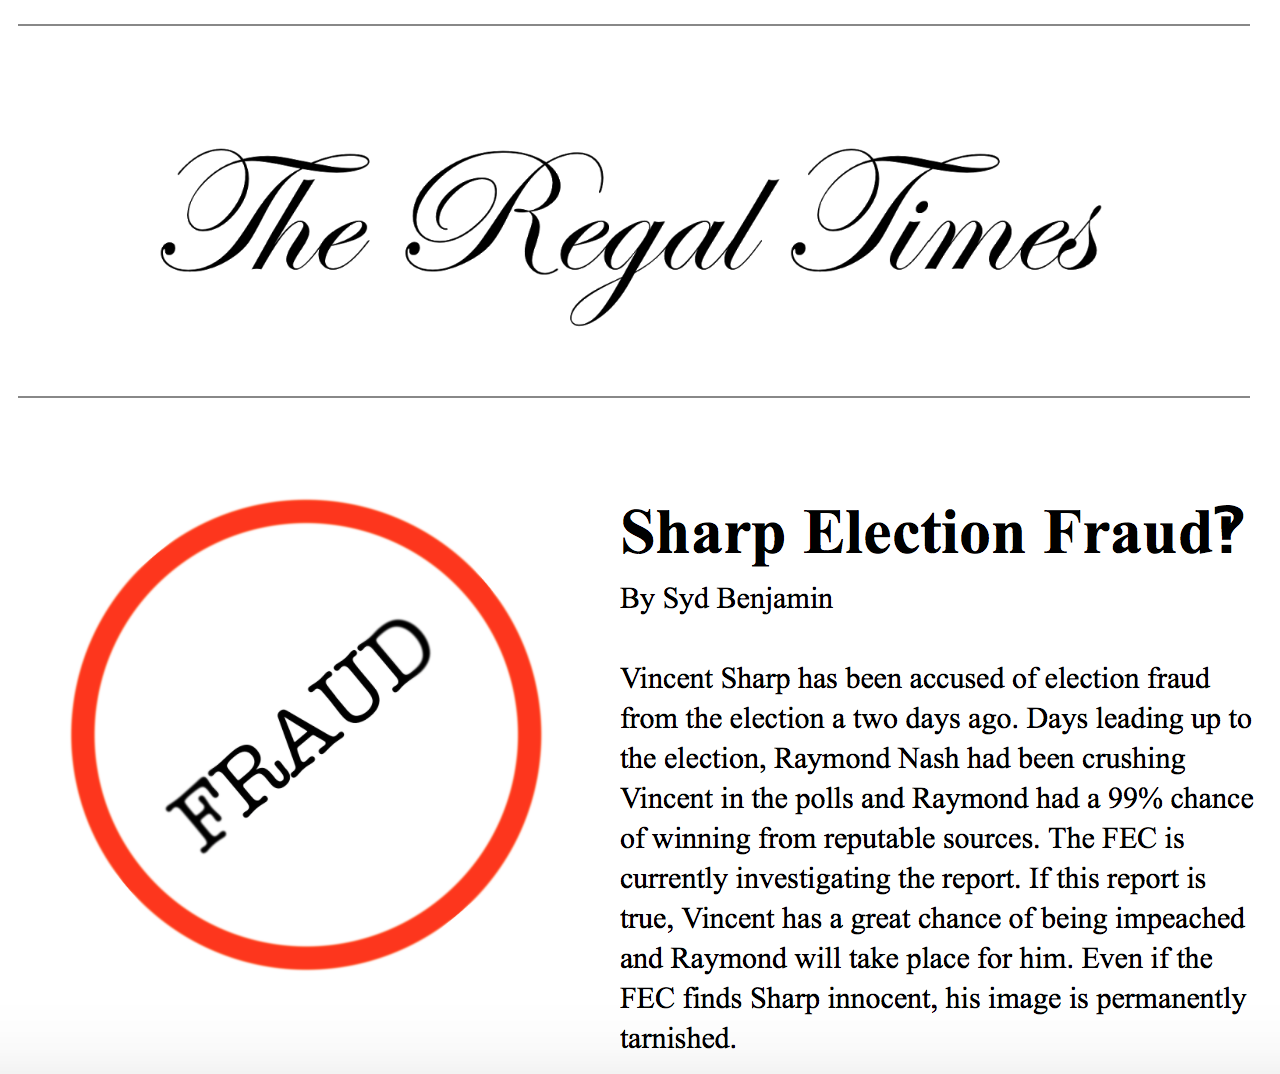 The Regal Times
FRAUD
Sharp Election Fraud‽
By Syd Benjamin
Vincent Sharp has been accused of election fraud
from the election a two days ago. Days leading up to
the election, Raymond Nash had been crushing
Vincent in the polls and Raymond had a 99% chance
of winning from reputable sources. The FEC is
currently investigating the report. If this report is
true, Vincent has a great chance of being impeached
and Raymond will take place for him. Even if the
FEC finds Sharp innocent, his image is permanently
tarnished.